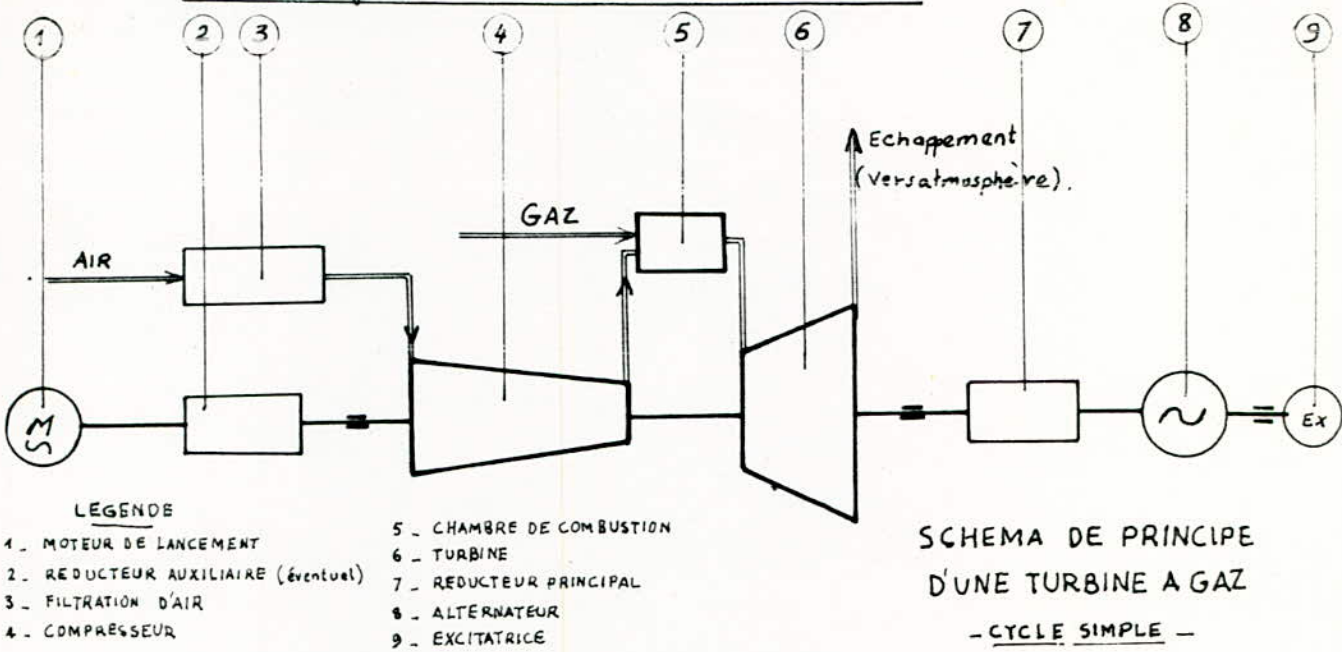 1 2 3 4 5 6 7 8 9
Echappement
(vers atmosphère).
GAZ
AIR
M
Ex
LEGENDE
1 _ MOTEUR DE LANCEMENT
2 _ REDUCTEUR AUXILIAIRE (éventuel)
3 _ FILTRATION D'AIR
4 _ COMPRESSEUR
5 _ CHAMBRE DE COMBUSTION
6 _ TURBINE
7 _ REDUCTEUR PRINCIPAL
8 _ ALTERNATEUR
9 _ EXCITATRICE
SCHEMA DE PRINCIPE
D'UNE TURBINE A GAZ
_ CYCLE SIMPLE _